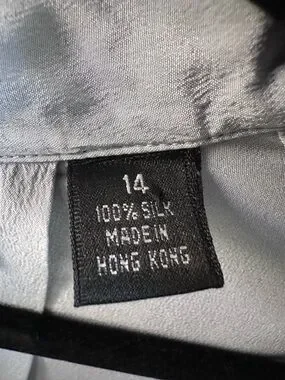 14
100% SILK
MADE IN
HONG KONG